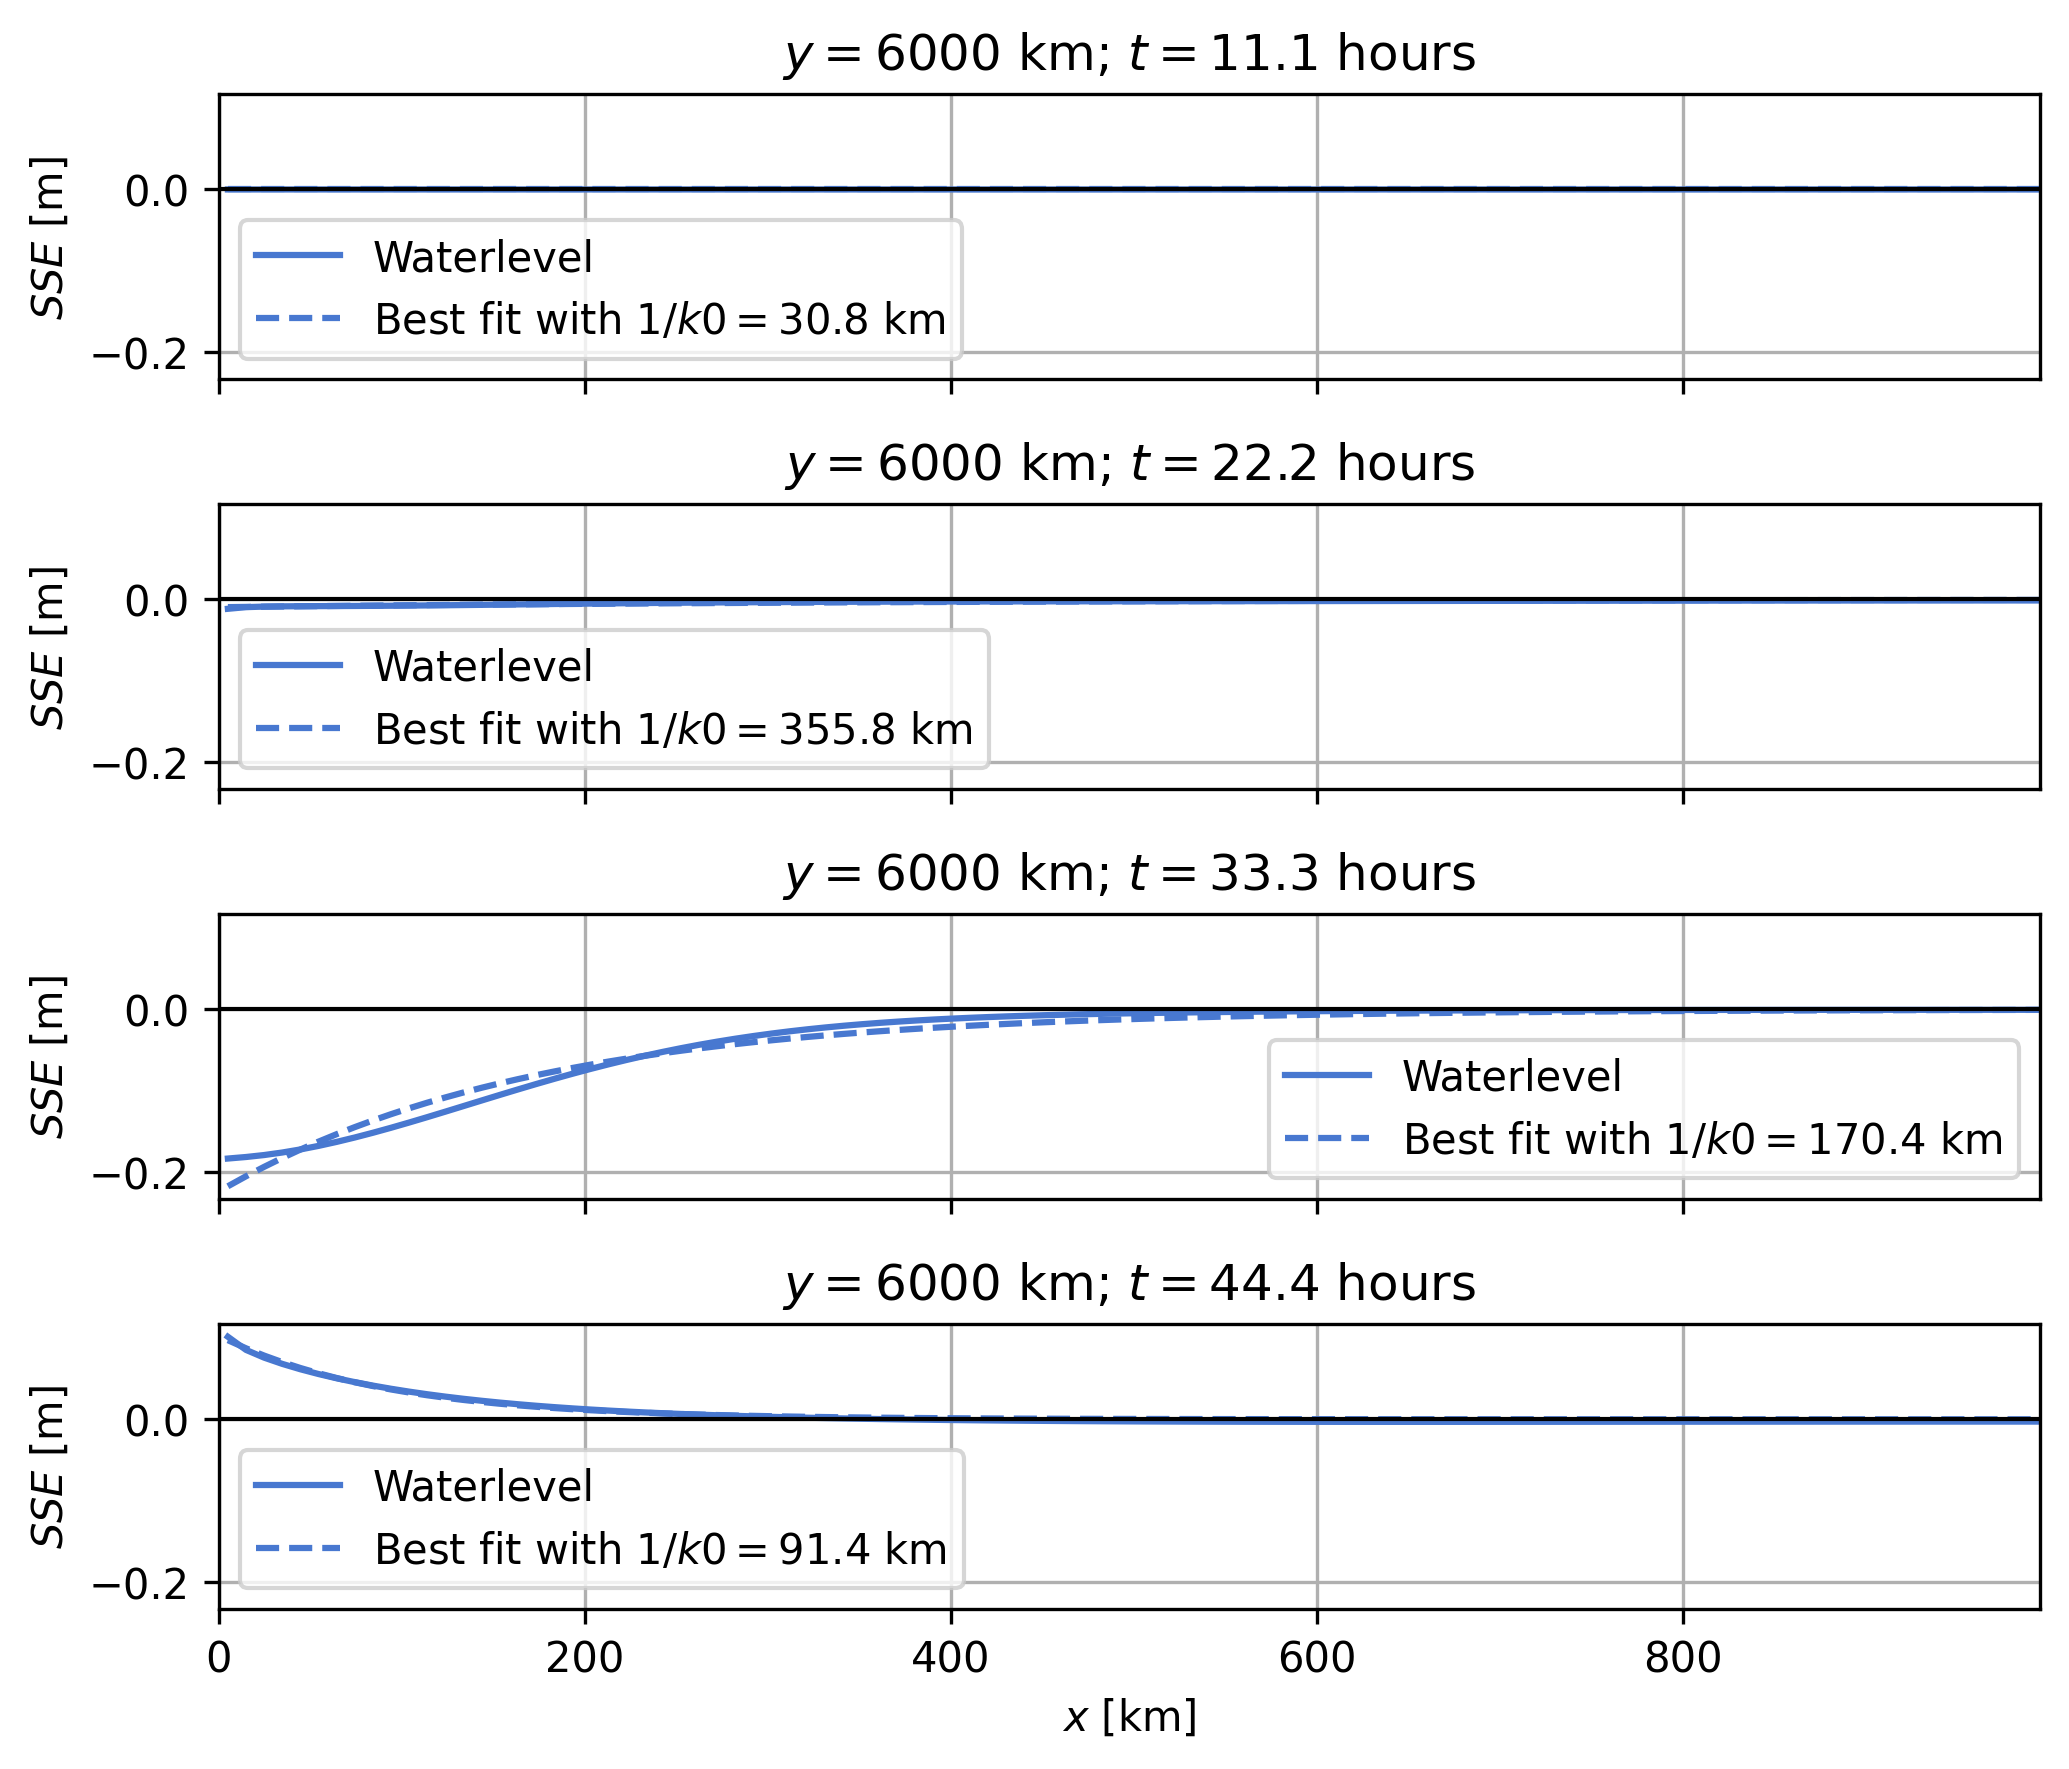 y = 6000 km; t = 11.1 hours
SSE [m]
0.0
−0.2
Waterlevel
Best fit with 1/k0 = 30.8 km
y = 6000 km; t = 22.2 hours
SSE [m]
0.0
−0.2
Waterlevel
Best fit with 1/k0 = 355.8 km
y = 6000 km; t = 33.3 hours
SSE [m]
0.0
−0.2
Waterlevel
Best fit with 1/k0 = 170.4 km
y = 6000 km; t = 44.4 hours
SSE [m]
0.0
−0.2
Waterlevel
Best fit with 1/k0 = 91.4 km
0 200 400 600 800
x [km]